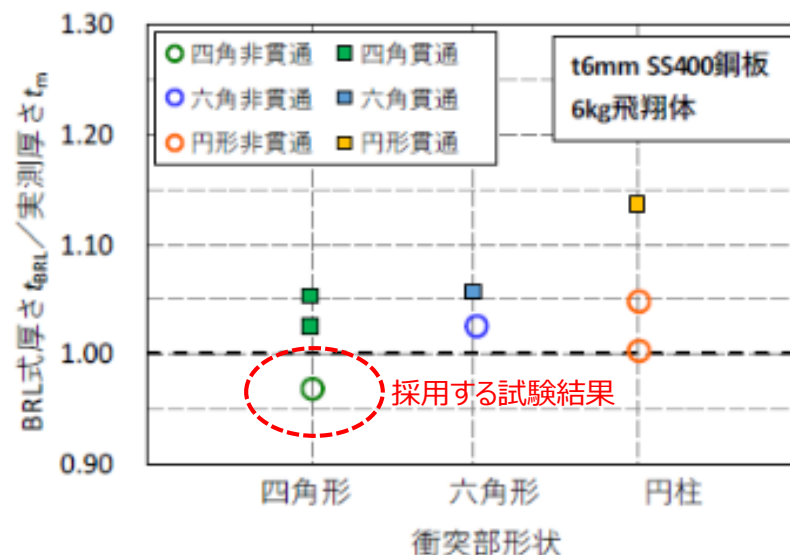 1.30
1.20
1.10
1.00
0.90
BRL式厚さtBRL／実測厚さtm
四角非貫通 四角貫通
六角非貫通 六角貫通
円形非貫通 円形貫通
t6mm SS400鋼板
6kg飛翔体
採用する試験結果
四角形 六角形 円柱
衝突部形状